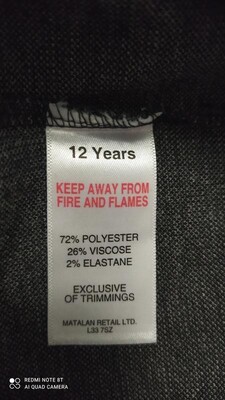 12 Years
KEEP AWAY FROM
FIRE AND FLAMES
72% POLYESTER
26% VISCOSE
2% ELASTANE
EXCLUSIVE
OF TRIMMINGS
MATALAN RETAIL LTD.
L33 7SZ
REDMI NOTE 8T
AI QUAD CAMERA